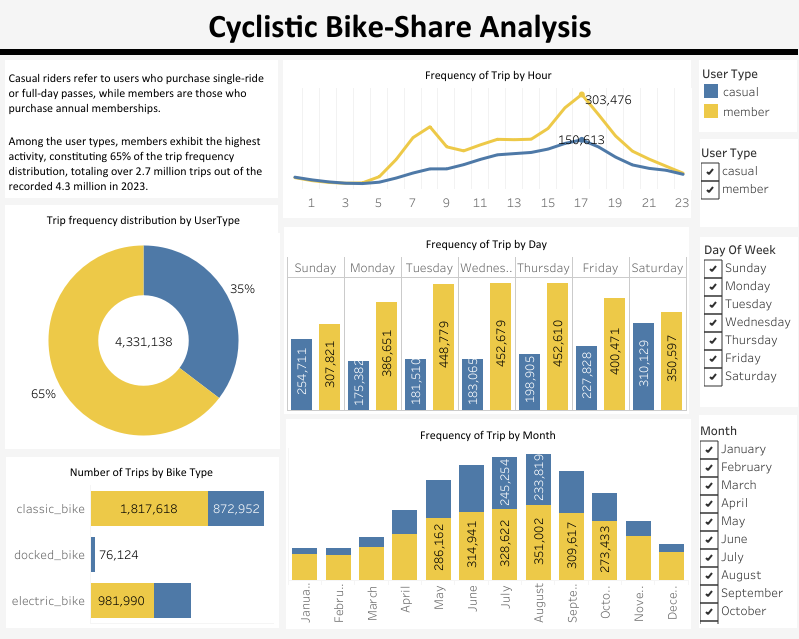 Cyclistic Bike-Share Analysis
Casual riders refer to users who purchase single-ride
or full-day passes, while members are those who
purchase annual memberships.
Among the user types, members exhibit the highest
activity, constituting 65% of the trip frequency
distribution, totaling over 2.7 million trips out of the
recorded 4.3 million in 2023.
Trip frequency distribution by UserType
35%
4,331,138
65%
Number of Trips by Bike Type
classic_bike 1,817,618 872,952
docked_bike 76,124
electric_bike 981,990
Frequency of Trip by Hour
303,476
150,613
1 3 5 7 9 11 13 15 17 19 21 23
Frequency of Trip by Day
Sunday Monday Tuesday Wednes.. Thursday Friday Saturday
254,711 307,821 175,382 386,651 181,510 448,779 183,065 452,679 198,905 452,610 227,828 400,471 310,129 350,597
Frequency of Trip by Month
245,254 233,819
286,162 314,941 328,622 351,002 309,617 273,433
Janua.. Febru.. March April May June July August Septe.. Octo.. Nove.. Dece..
User Type
casual
member
User Type
casual
member
Day Of Week
Sunday
Monday
Tuesday
Wednesday
Thursday
Friday
Saturday
Month
January
February
March
April
May
June
July
August
September
October